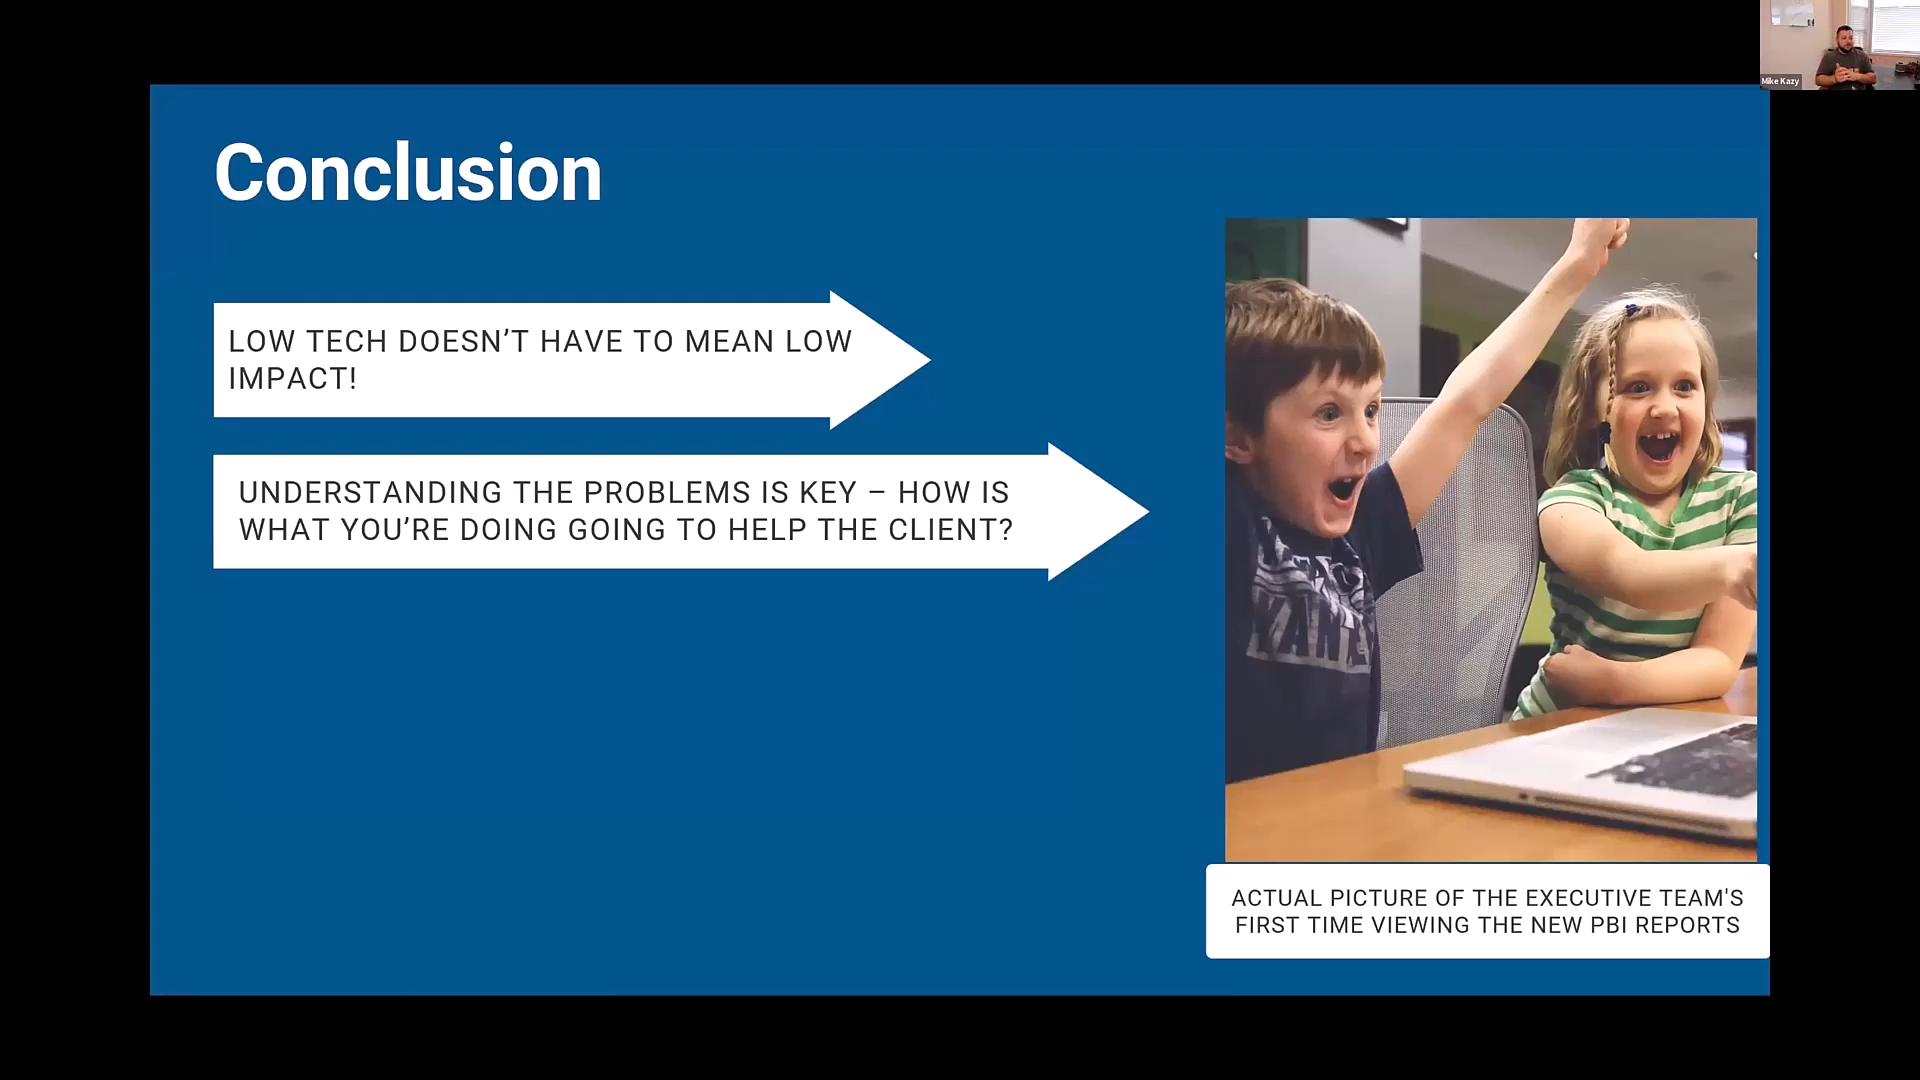 Mike Kazy
Conclusion
LOW TECH DOESN’T HAVE TO MEAN LOW
IMPACT!
UNDERSTANDING THE PROBLEMS IS KEY – HOW IS
WHAT YOU’RE DOING GOING TO HELP THE CLIENT?
ACTUAL PICTURE OF THE EXECUTIVE TEAM'S
FIRST TIME VIEWING THE NEW PBI REPORTS